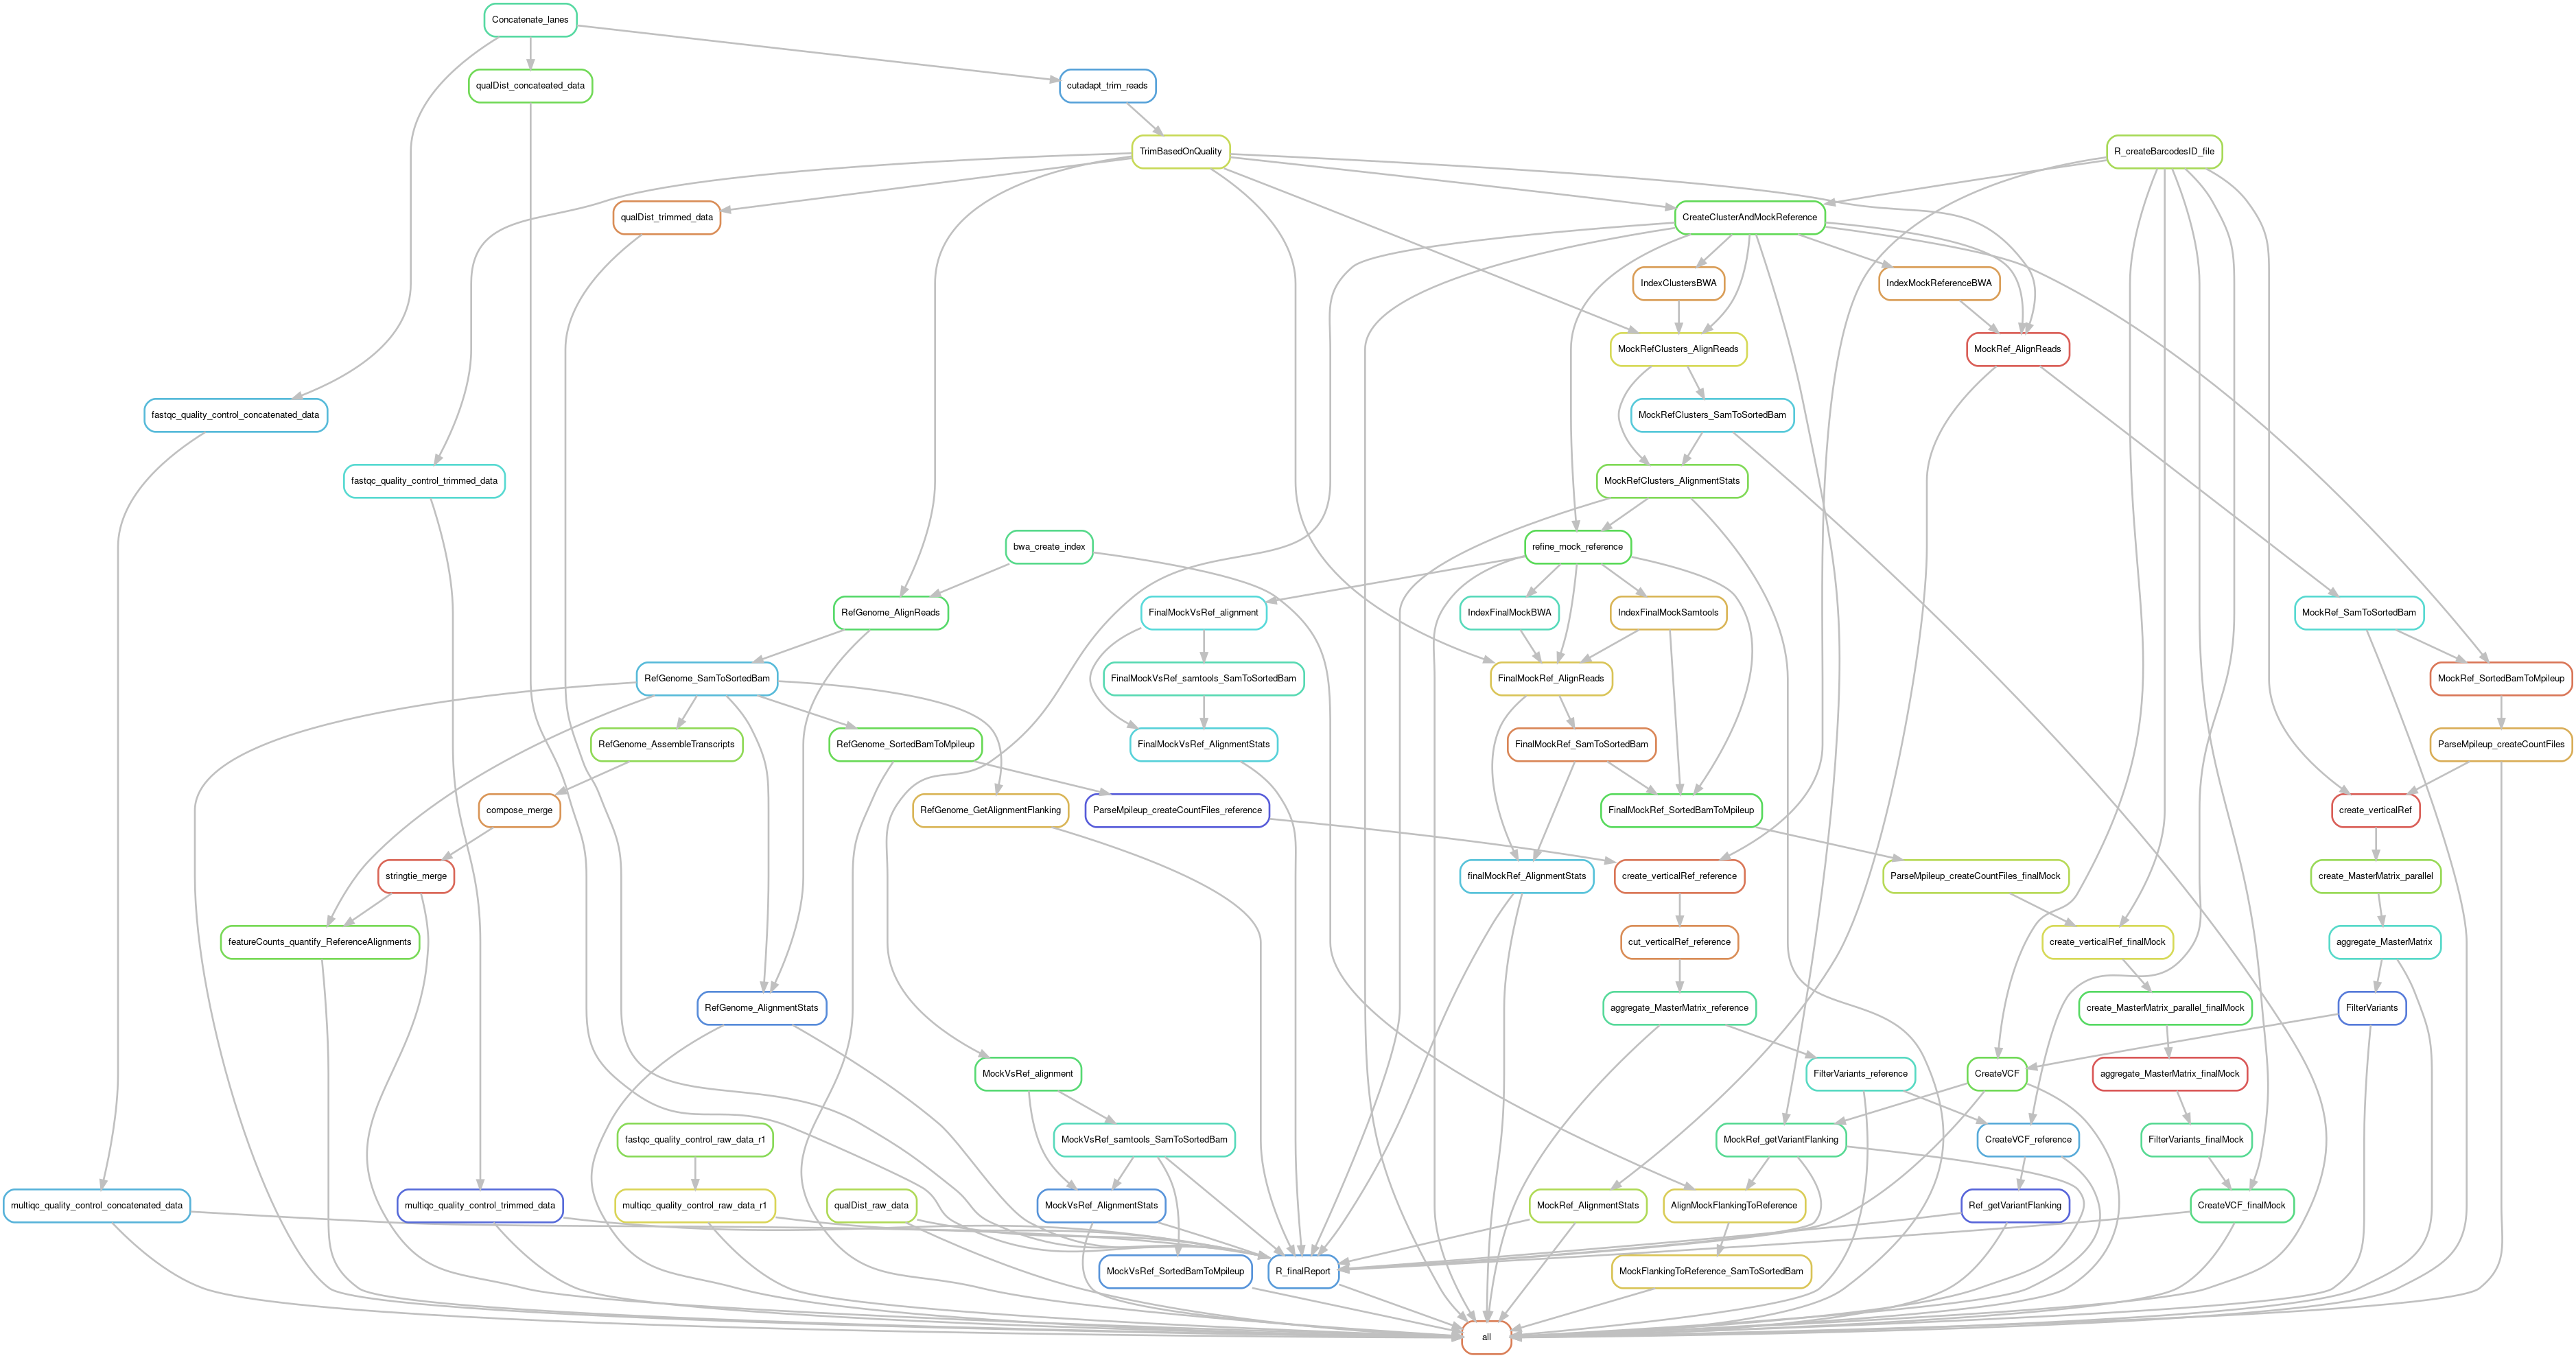 Concatenate_lanes
qualDist_concateated_data
cutadapt_trim_reads
TrimBasedOnQuality
R_createBarcodesID_file
qualDist_trimmed_data
CreateClusterAndMockReference
IndexClustersBWA
IndexMockReferenceBWA
MockRefClusters_AlignReads
MockRef_AlignReads
fastqc_quality_control_concatenated_data
MockRefClusters_SamToSortedBam
fastqc_quality_control_trimmed_data
MockRefClusters_AlignmentStats
bwa_create_index
refine_mock_reference
RefGenome_AlignReads
FinalMockVsRef_alignment
IndexFinalMockBWA
IndexFinalMockSamtools
MockRef_SamToSortedBam
RefGenome_SamToSortedBam
FinalMockVsRef_samtools_SamToSortedBam
FinalMockRef_AlignReads
MockRef_SortedBamToMpileup
RefGenome_AssembleTranscripts
RefGenome_SortedBamToMpileup
FinalMockVsRef_AlignmentStats
FinalMockRef_SamToSortedBam
ParseMpileup_createCountFiles
compose_merge
RefGenome_GetAlignmentFlanking
ParseMpileup_createCountFiles_reference
FinalMockRef_SortedBamToMpileup
create_verticalRef
stringtie_merge
finalMockRef_AlignmentStats
create_verticalRef_reference
ParseMpileup_createCountFiles_finalMock
create_MasterMatrix_parallel
featureCounts_quantify_ReferenceAlignments
cut_verticalRef_reference
create_verticalRef_finalMock
aggregate_MasterMatrix
RefGenome_AlignmentStats
aggregate_MasterMatrix_reference
create_MasterMatrix_parallel_finalMock
FilterVariants
MockVsRef_alignment
FilterVariants_reference
CreateVCF
aggregate_MasterMatrix_finalMock
fastqc_quality_control_raw_data_r1
MockVsRef_samtools_SamToSortedBam
MockRef_getVariantFlanking
CreateVCF_reference
FilterVariants_finalMock
multiqc_quality_control_concatenated_data
multiqc_quality_control_trimmed_data
multiqc_quality_control_raw_data_r1
qualDist_raw_data
MockVsRef_AlignmentStats
MockRef_AlignmentStats
AlignMockFlankingToReference
Ref_getVariantFlanking
CreateVCF_finalMock
MockVsRef_SortedBamToMpileup
R_finalReport
MockFlankingToReference_SamToSortedBam
all